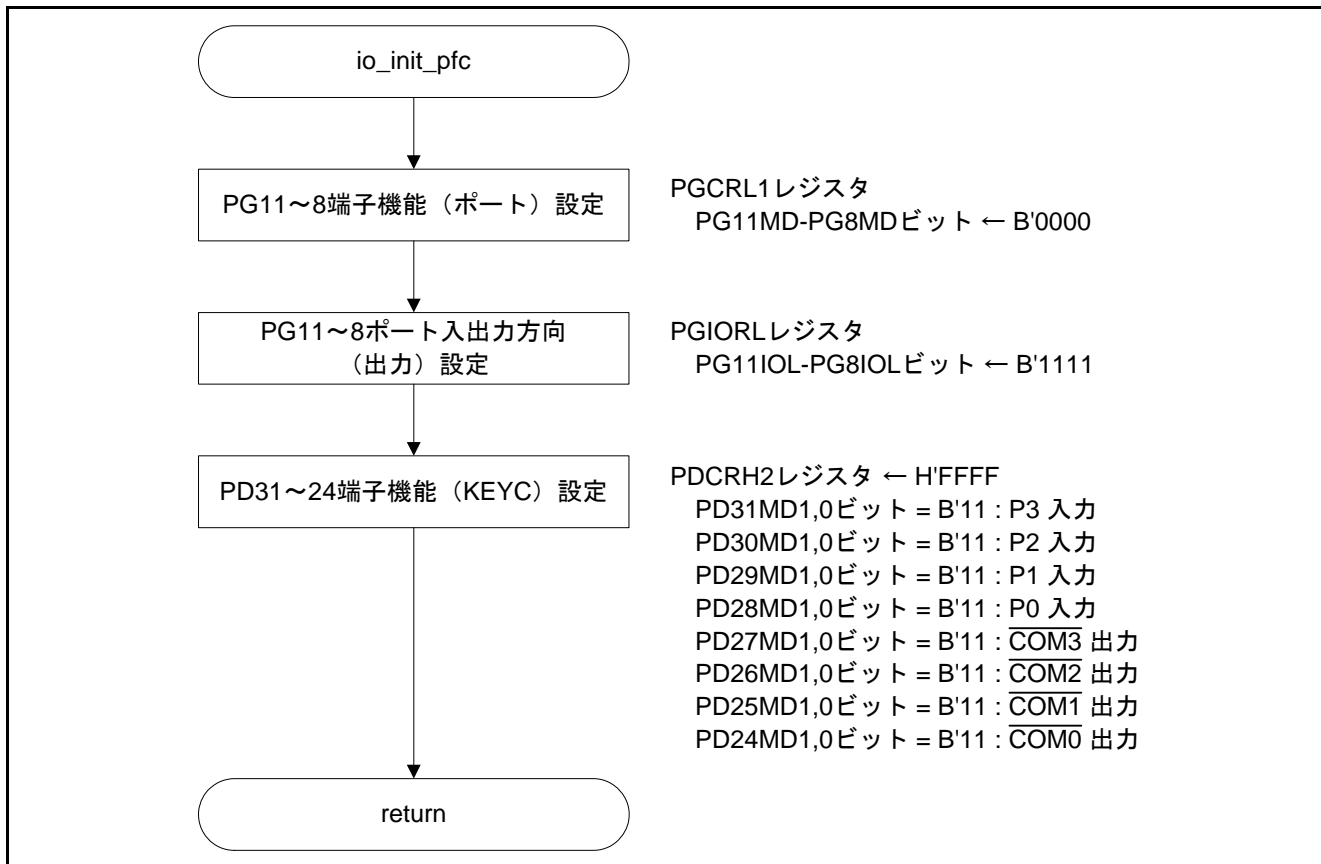 io_init_pfc
PG11～8端子機能（ポート）設定
PGCRL1レジスタ
PG11MD-PG8MDビット ← B'0000
PG11～8ポート入出力方向
（出力）設定
PGIORLレジスタ
PG11IOL-PG8IOLビット ← B'1111
PD31～24端子機能（KEYC）設定
PDCRH2レジスタ ← H'FFFF
PD31MD1,0ビット = B'11 : P3 入力
PD30MD1,0ビット = B'11 : P2 入力
PD29MD1,0ビット = B'11 : P1 入力
PD28MD1,0ビット = B'11 : P0 入力
PD27MD1,0ビット = B'11 : C̅O̅M̅3̅ 出力
PD26MD1,0ビット = B'11 : C̅O̅M̅2̅ 出力
PD25MD1,0ビット = B'11 : C̅O̅M̅1̅ 出力
PD24MD1,0ビット = B'11 : C̅O̅M̅0̅ 出力
return